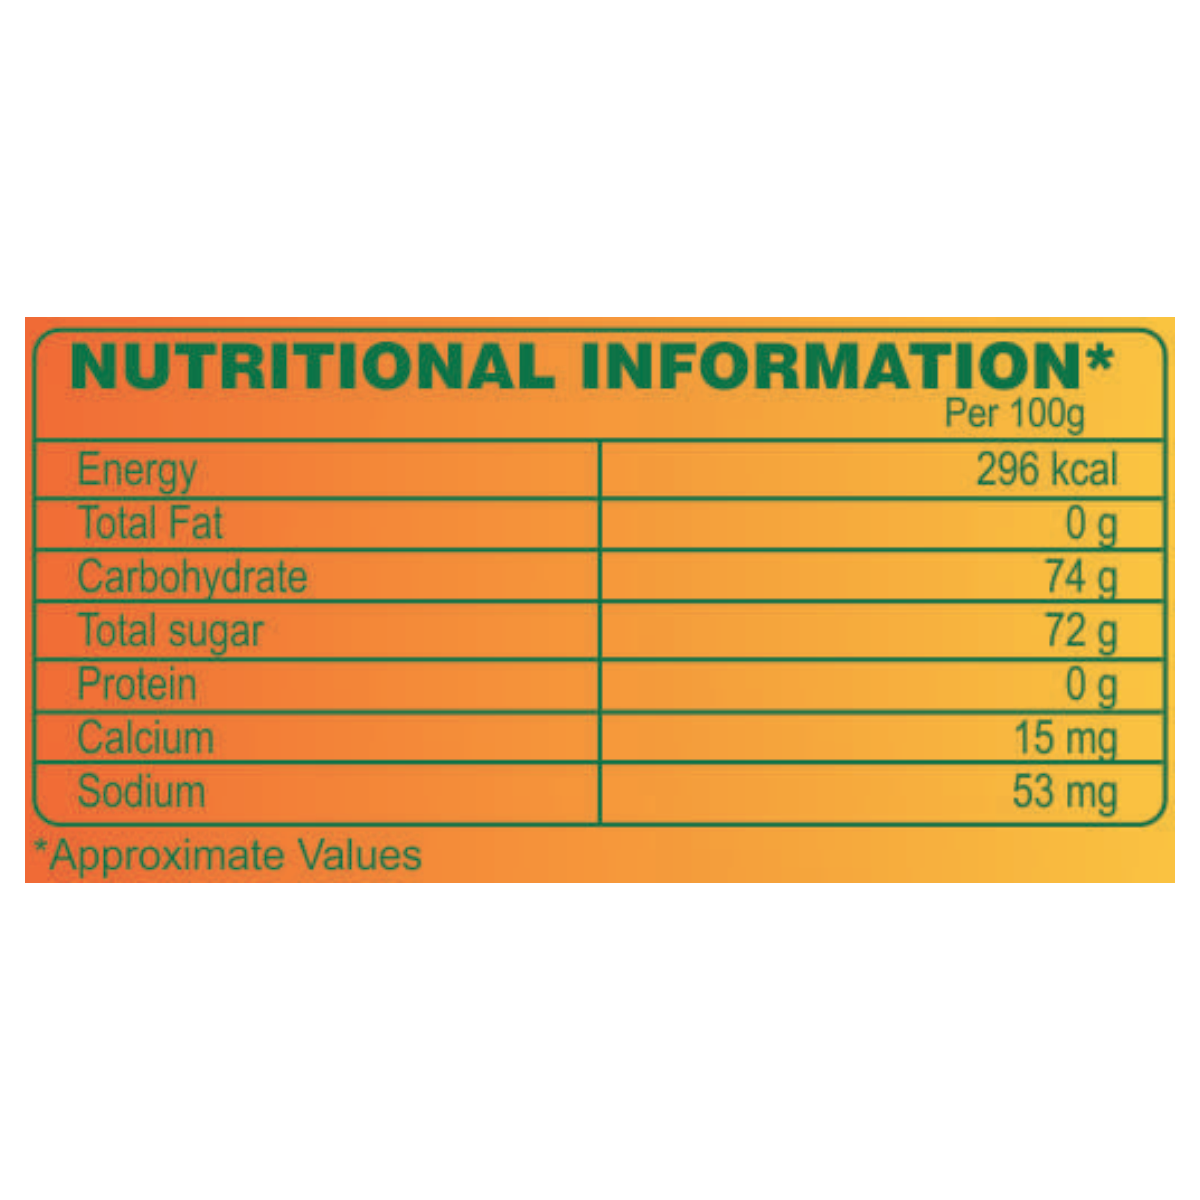 NUTRITIONAL INFORMATION*
Per 100g
Energy 296 kcal
Total Fat 0 g
Carbohydrate 74 g
Total sugar 72 g
Protein 0 g
Calcium 15 mg
Sodium 53 mg
*Approximate Values